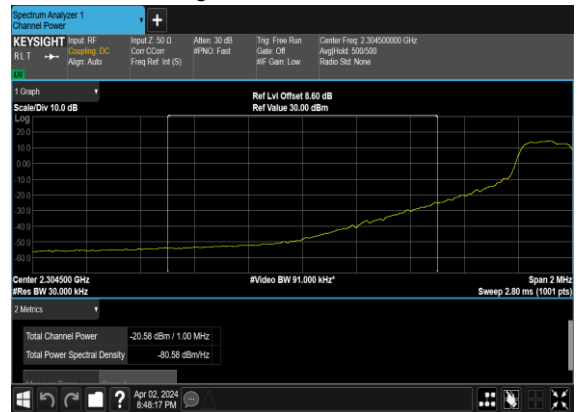 Spectrum Analyzer 1
Channel Power
+
KEYSIGHT Input: RF Input Z: 50 Ω Atten: 30 dB Trig: Free Run Center Freq: 2.304500000 GHz
RLT Coupling: DC Corr CCorr #PNO: Fast Gate: Off Avg|Hold: 500/500
Align: Auto Freq Ref: Int (S) #IF Gain: Low Radio Std: None
LXI
1 Graph
Ref Lvl Offset 8.60 dB
Scale/Div 10.0 dB Ref Value 30.00 dBm
Log
20.0
10.0
0.00
-10.0
-20.0
-30.0
-40.0
-50.0
-60.0
Center 2.304500 GHz #Video BW 91.000 kHz* Span 2 MHz
#Res BW 30.000 kHz Sweep 2.80 ms (1001 pts)
2 Metrics
Total Channel Power -20.58 dBm / 1.00 MHz
Total Power Spectral Density -80.58 dBm/Hz
? Apr 02, 2024
8:48:17 PM